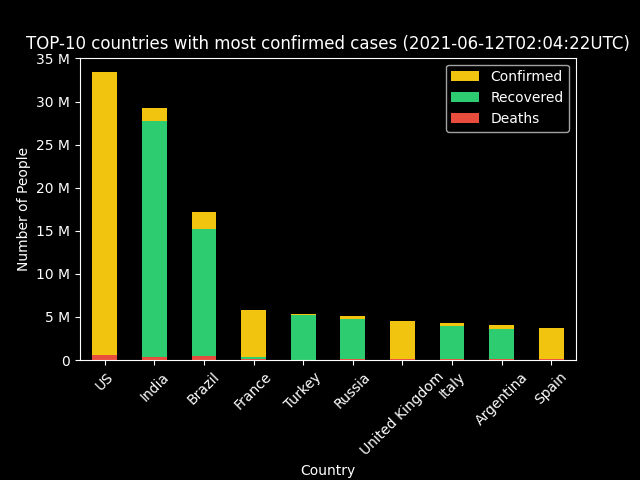 TOP-10 countries with most confirmed cases (2021-06-12T02:04:22UTC)
Confirmed
Recovered
Deaths
Number of People
35 M
30 M
25 M
20 M
15 M
10 M
5 M
0
US
India
Brazil
France
Turkey
Russia
United Kingdom
Italy
Argentina
Spain
Country